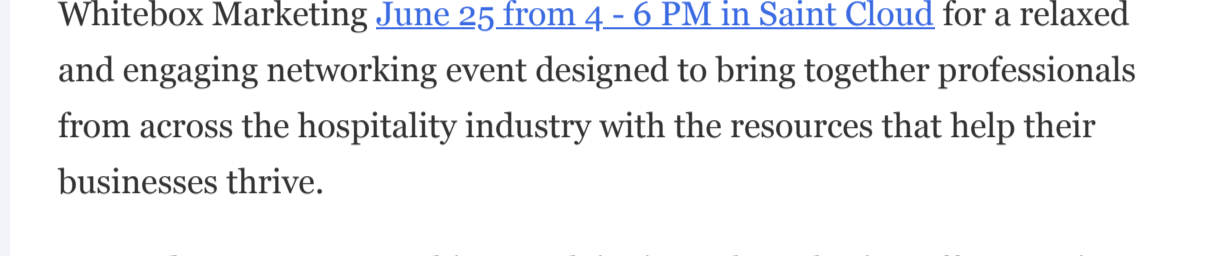 Whitebox Marketing June 25 from 4 - 6 PM in Saint Cloud for a relaxed
and engaging networking event designed to bring together professionals
from across the hospitality industry with the resources that help their
businesses thrive.